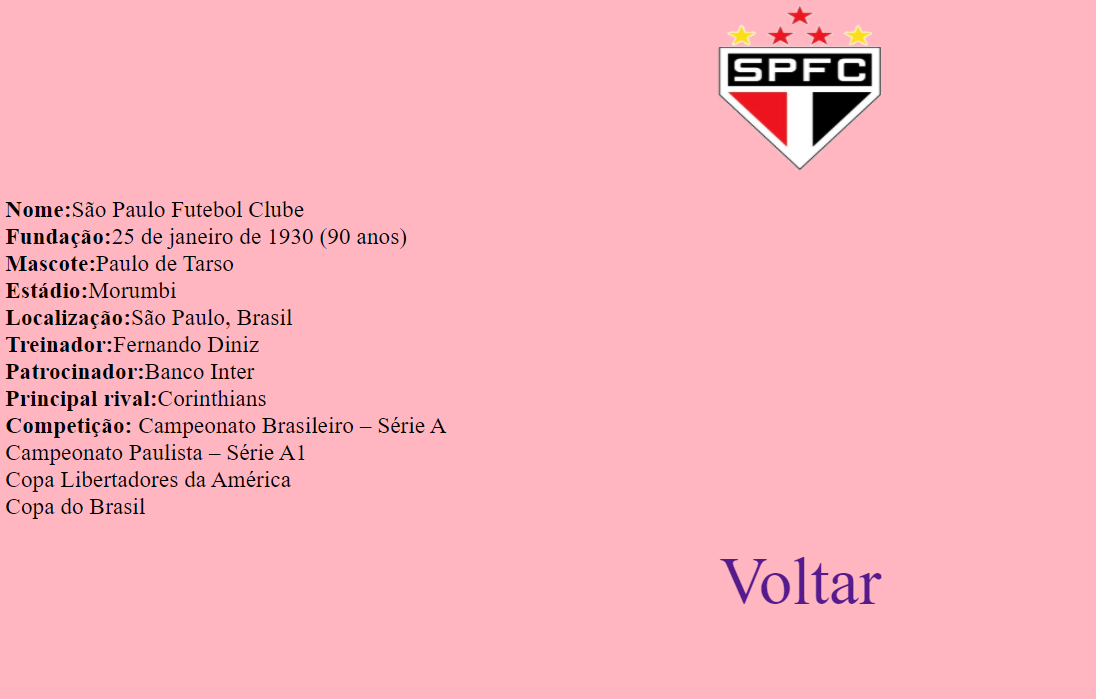 SPFC
Nome:São Paulo Futebol Clube
Fundação:25 de janeiro de 1930 (90 anos)
Mascote:Paulo de Tarso
Estádio:Morumbi
Localização:São Paulo, Brasil
Treinador:Fernando Diniz
Patrocinador:Banco Inter
Principal rival:Corinthians
Competição: Campeonato Brasileiro – Série A
Campeonato Paulista – Série A1
Copa Libertadores da América
Copa do Brasil
Voltar